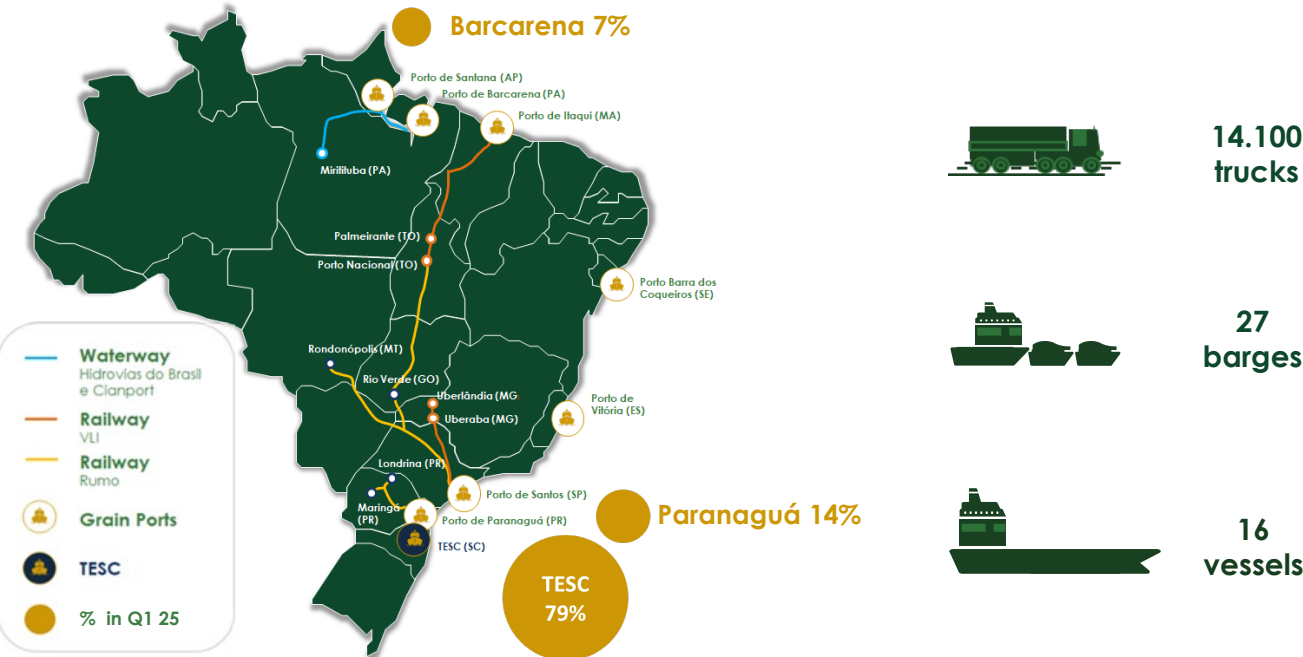 Barcarena 7%
Porto de Santana (AP)
Porto de Barcarena (PA)
Porto de Itaqui (MA)
Mirilituba (PA)
Palmeirante (TO)
Porto Nacional (TO)
Porto Barra dos
Coqueiros (SE)
Rondonópolis (MT)
Rio Verde (GO)
Uberlândia (MG
Uberaba (MG)
Porto de
Vitória (ES)
Londrina (PR)
Maringá
(PR)
Porto de Santos (SP)
Porto de Paranaguá (PR)
TESC (SC)
Paranaguá 14%
TESC
79%
Waterway
Hidrovias do Brasil
e Cianport
Railway
VLI
Railway
Rumo
Grain Ports
TESC
% in Q1 25
14.100
trucks
27
barges
16
vessels